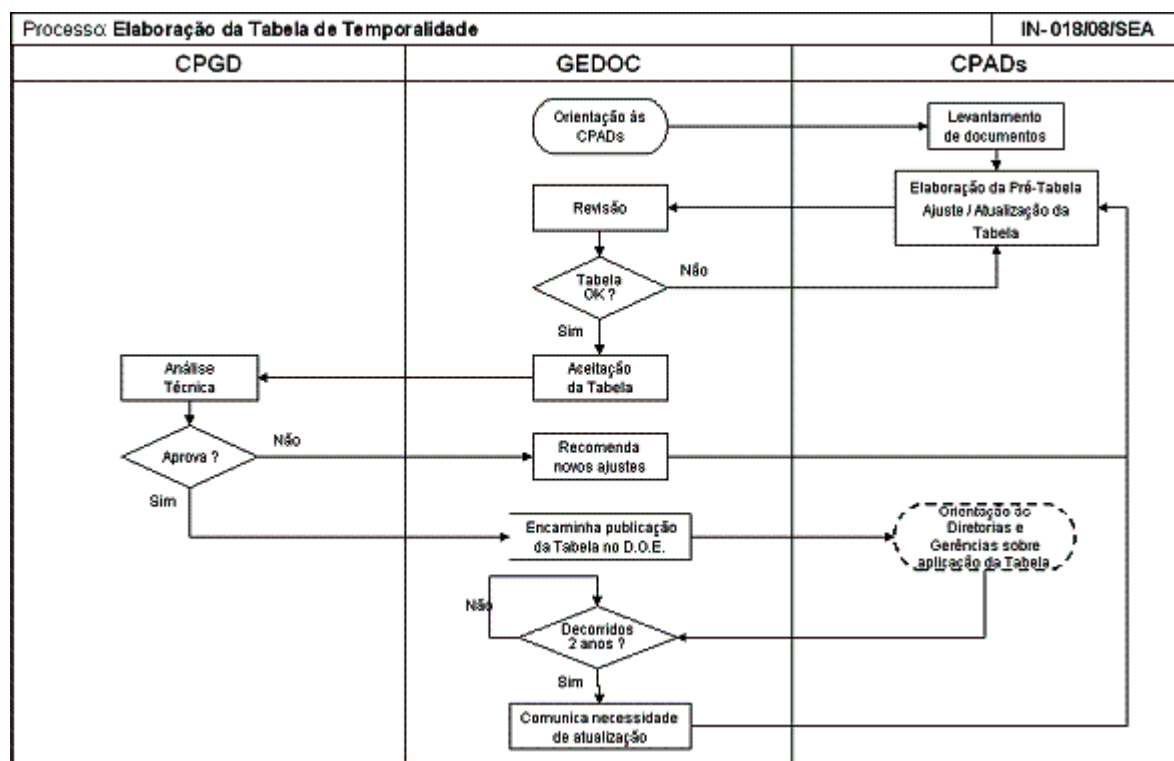 Processo: Elaboração da Tabela de Temporalidade
IN-018/08/SEA
CPGD
GEDOC
CPADs
Orientação às
CPADs
Levantamento
de documentos
Elaboração da Pré-Tabela
Ajuste / Atualização da
Tabela
Revisão
Tabela
OK ?
Não
Sim
Análise
Técnica
Aceitação
da Tabela
Aprova ?
Não
Recomenda
novos ajustes
Sim
Encaminha publicação
da Tabela no D.O.E.
Orientação às
Diretorias e
Gerências sobre
aplicação da Tabela
Não
Decorridos
2 anos ?
Sim
Comunica necessidade
de atualização